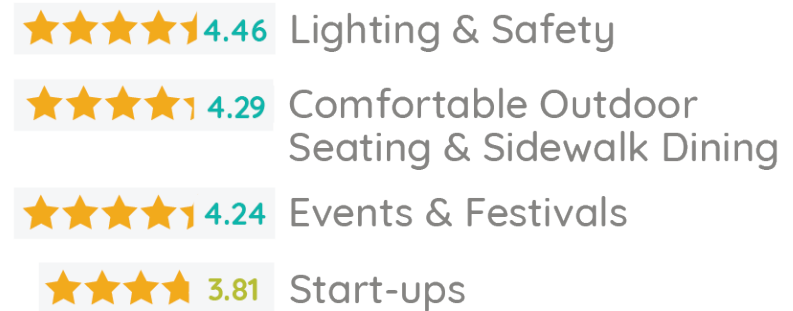 4.46 Lighting & Safety
4.29 Comfortable Outdoor
Seating & Sidewalk Dining
4.24 Events & Festivals
3.81 Start-ups